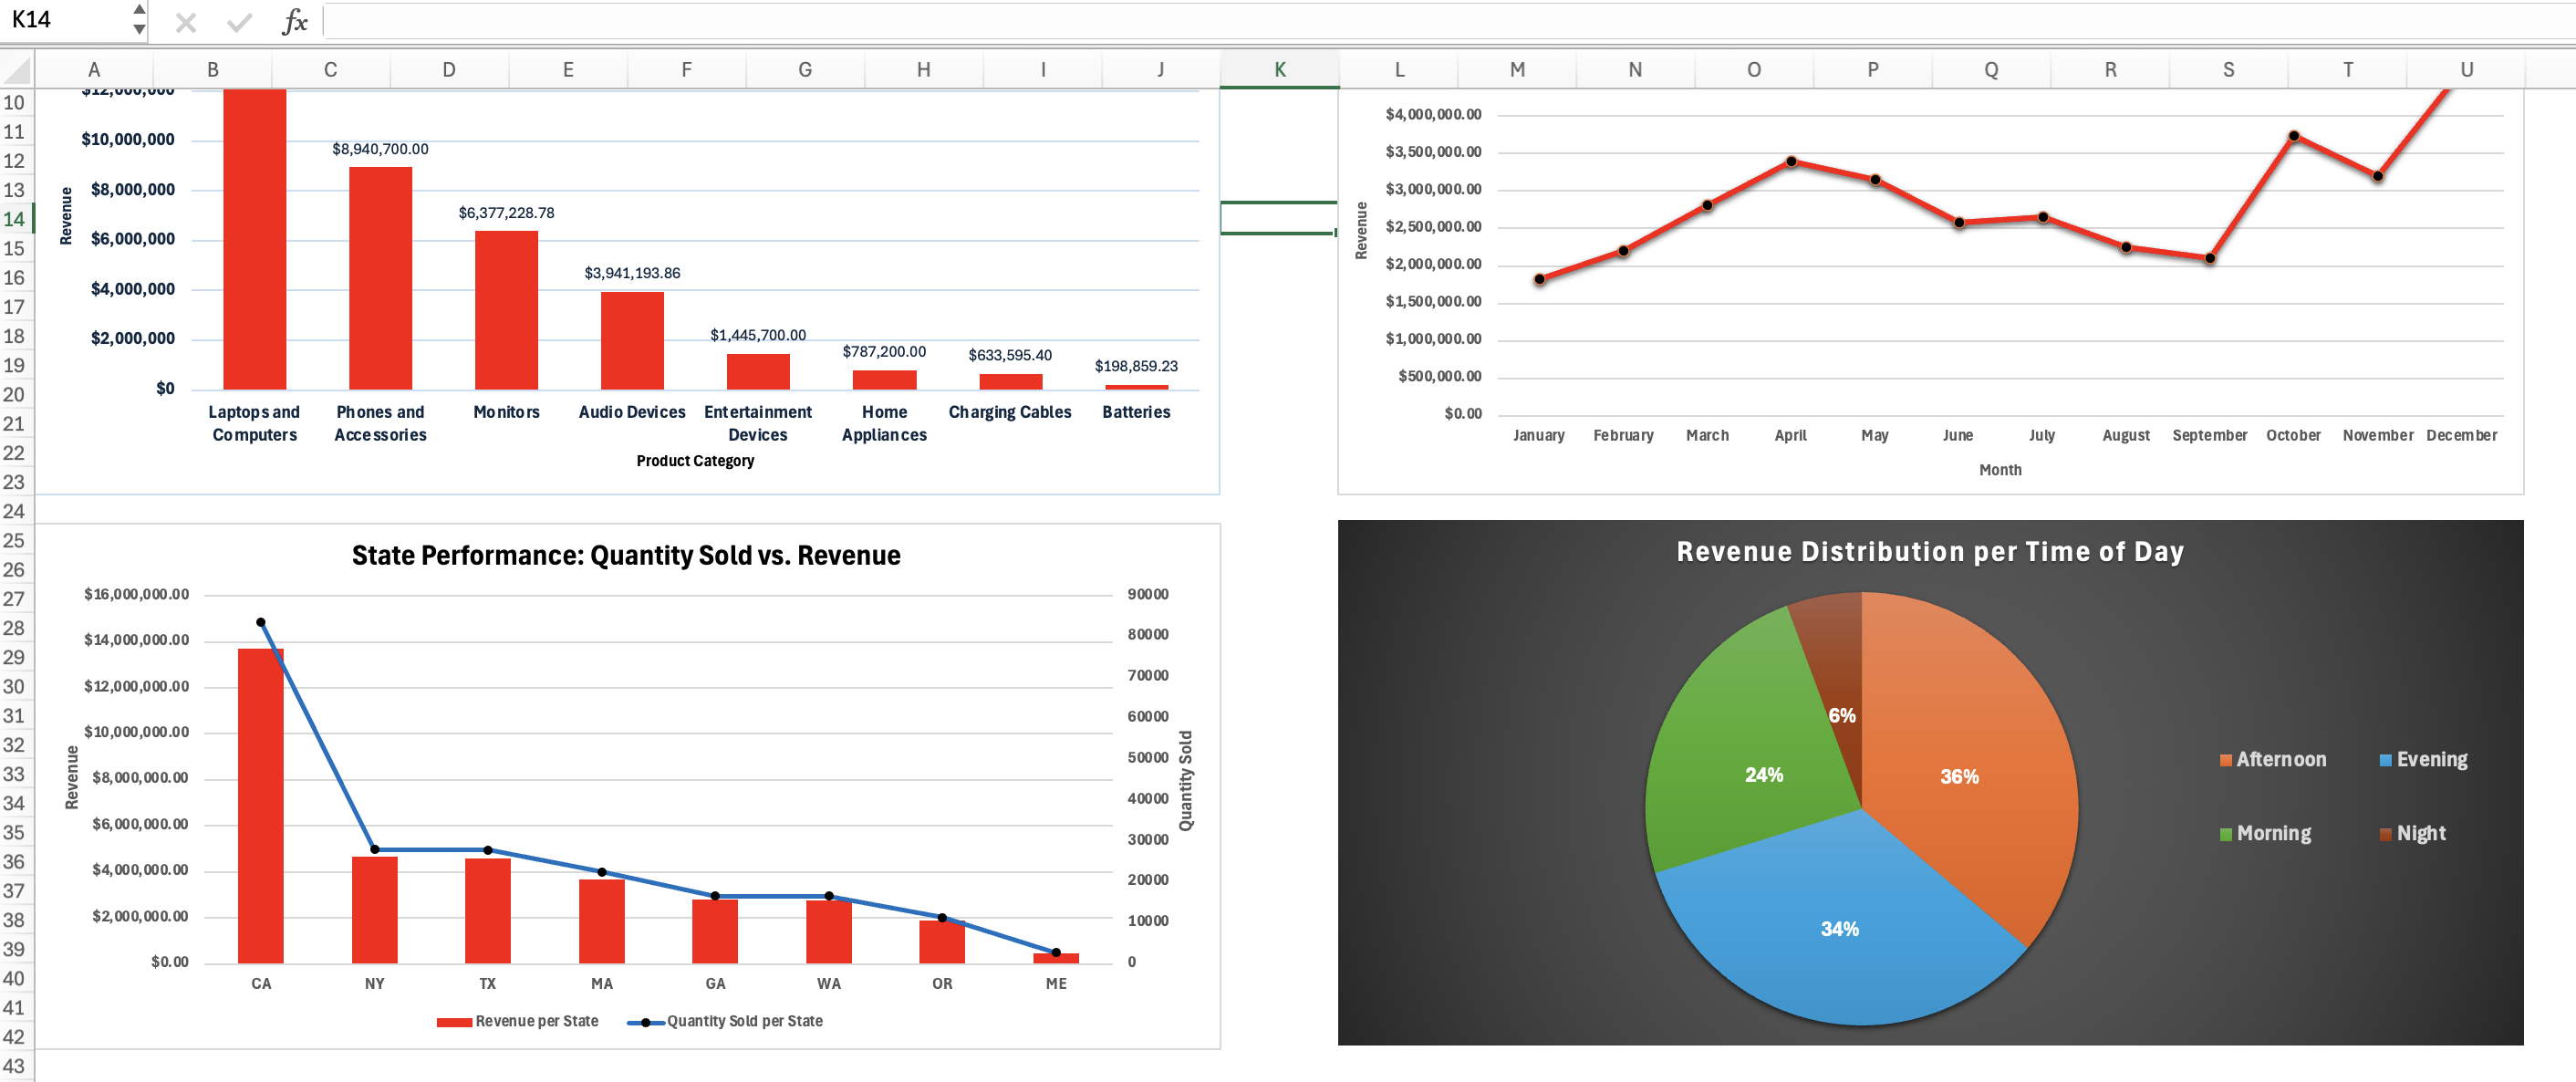 K14
fx
A B C D E F G H I J K L M N O P Q R S T U
10
11
12
13
14
15
16
17
18
19
20
21
22
23
24
25
26
27
28
29
30
31
32
33
34
35
36
37
38
39
40
41
42
43
$12,000,000
$10,000,000
$8,000,000
$6,000,000
$4,000,000
$2,000,000
$0
Revenue
$8,940,700.00
$6,377,228.78
$3,941,193.86
$1,445,700.00
$787,200.00
$633,595.40
$198,859.23
Laptops and
Computers
Phones and
Accessories
Monitors
Audio Devices
Entertainment
Devices
Home
Appliances
Charging Cables
Batteries
Product Category
$4,000,000.00
$3,500,000.00
$3,000,000.00
$2,500,000.00
$2,000,000.00
$1,500,000.00
$1,000,000.00
$500,000.00
$0.00
Revenue
January February March April May June July August September October November December
Month
State Performance: Quantity Sold vs. Revenue
$16,000,000.00
$14,000,000.00
$12,000,000.00
$10,000,000.00
$8,000,000.00
$6,000,000.00
$4,000,000.00
$2,000,000.00
$0.00
Revenue
90000
80000
70000
60000
50000
40000
30000
20000
10000
0
Quantity Sold
CA NY TX MA GA WA OR ME
Revenue per State Quantity Sold per State
Revenue Distribution per Time of Day
6%
24%
36%
34%
Afternoon Evening
Morning Night